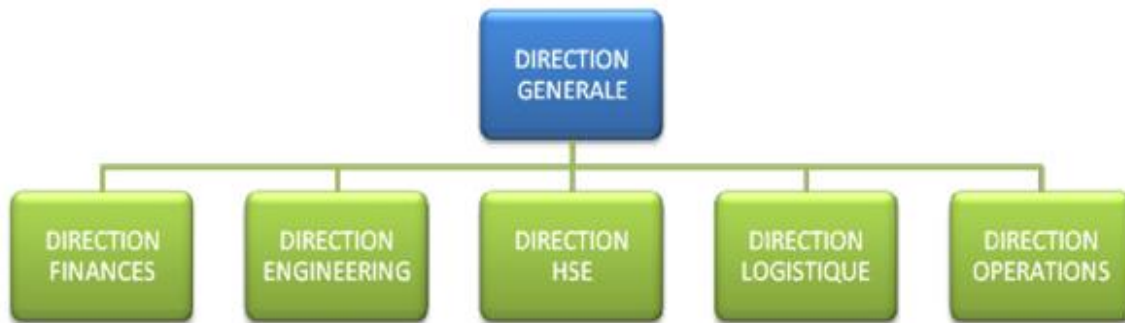 DIRECTION
GENERALE
DIRECTION
FINANCES
DIRECTION
ENGINEERING
DIRECTION
HSE
DIRECTION
LOGISTIQUE
DIRECTION
OPERATIONS